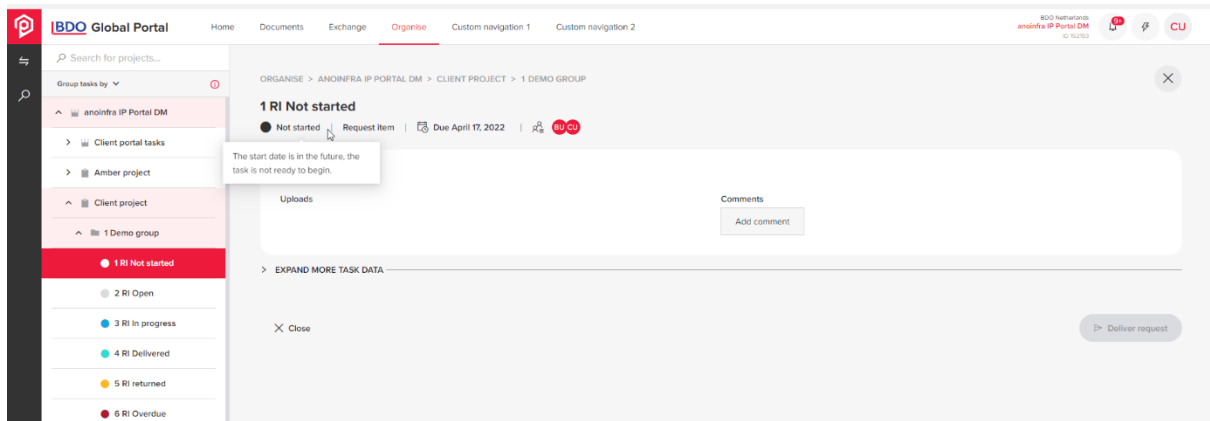 BDO Global Portal
Home
Documents
Exchange
Organise
Custom navigation 1
Custom navigation 2
BDO Netherlands
anoinfra IP Portal DM
9+
CU
Search for projects...
Group tasks by
anoinfra IP Portal DM
Client portal tasks
Amber project
Client project
1 Demo group
1 RI Not started
2 RI Open
3 RI In progress
4 RI Delivered
5 RI returned
6 RI Overdue
ORGANISE > ANOINFRA IP PORTAL DM > CLIENT PROJECT > 1 DEMO GROUP
1 RI Not started
Not started | Request item | Due April 17, 2022 | BU CU
The start date is in the future, the
task is not ready to begin.
Uploads
Comments
Add comment
> EXPAND MORE TASK DATA
Close
Deliver request